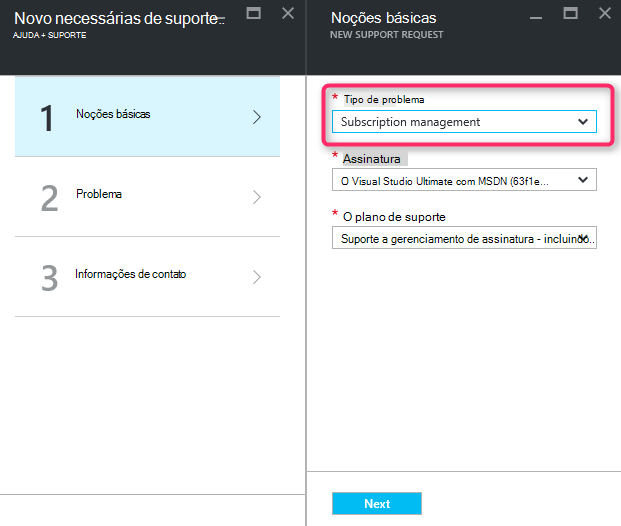 Novo necessárias de suporte..
AJUDA + SUPORTE
1 Noções básicas
2 Problema
3 Informações de contato
Noções básicas
NEW SUPPORT REQUEST
* Tipo de problema
Subscription management
* Assinatura
O Visual Studio Ultimate com MSDN (63f1e...
* O plano de suporte
Suporte a gerenciamento de assinatura - incluindo..
Next